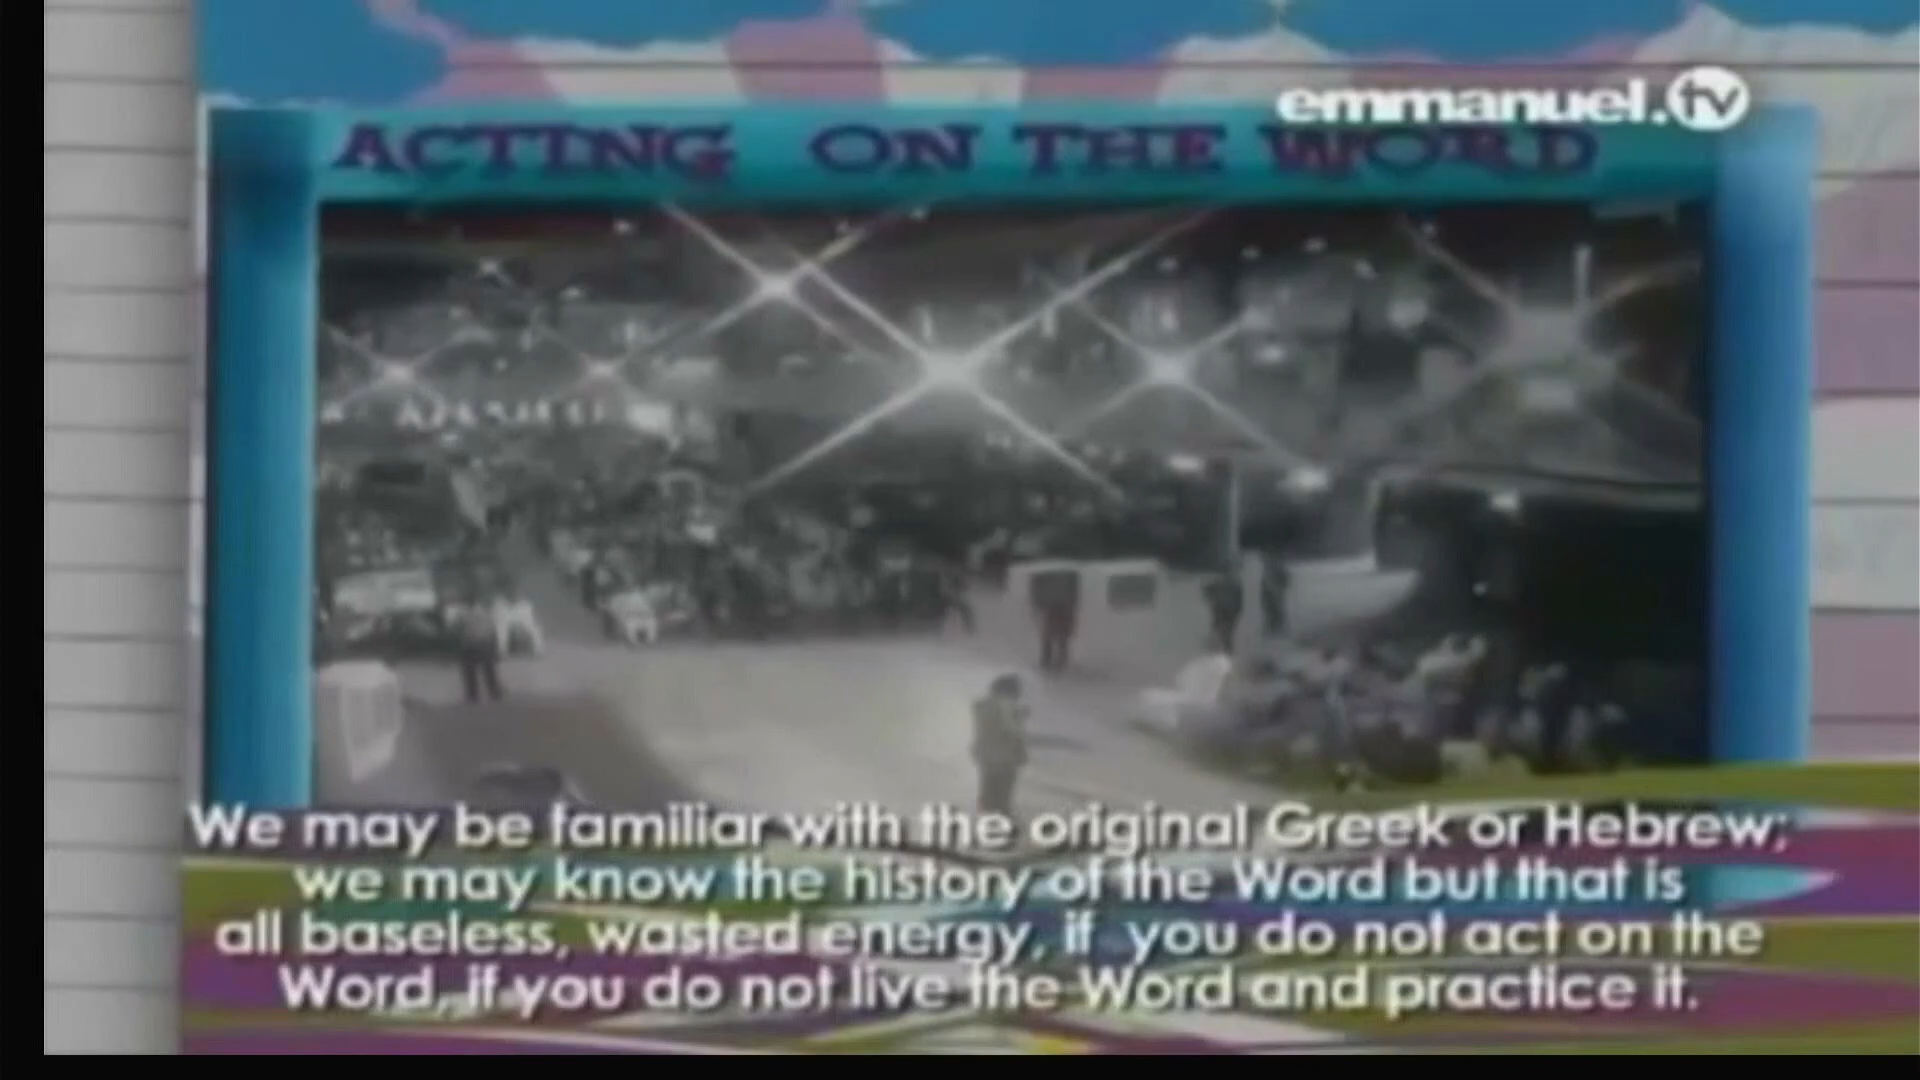 emmanuel.tv
ACTING ON THE WORD
We may be familiar with the original Greek or Hebrew;
we may know the history of the Word but that is
all baseless, wasted energy, if you do not act on the
Word, if you do not live the Word and practice it.